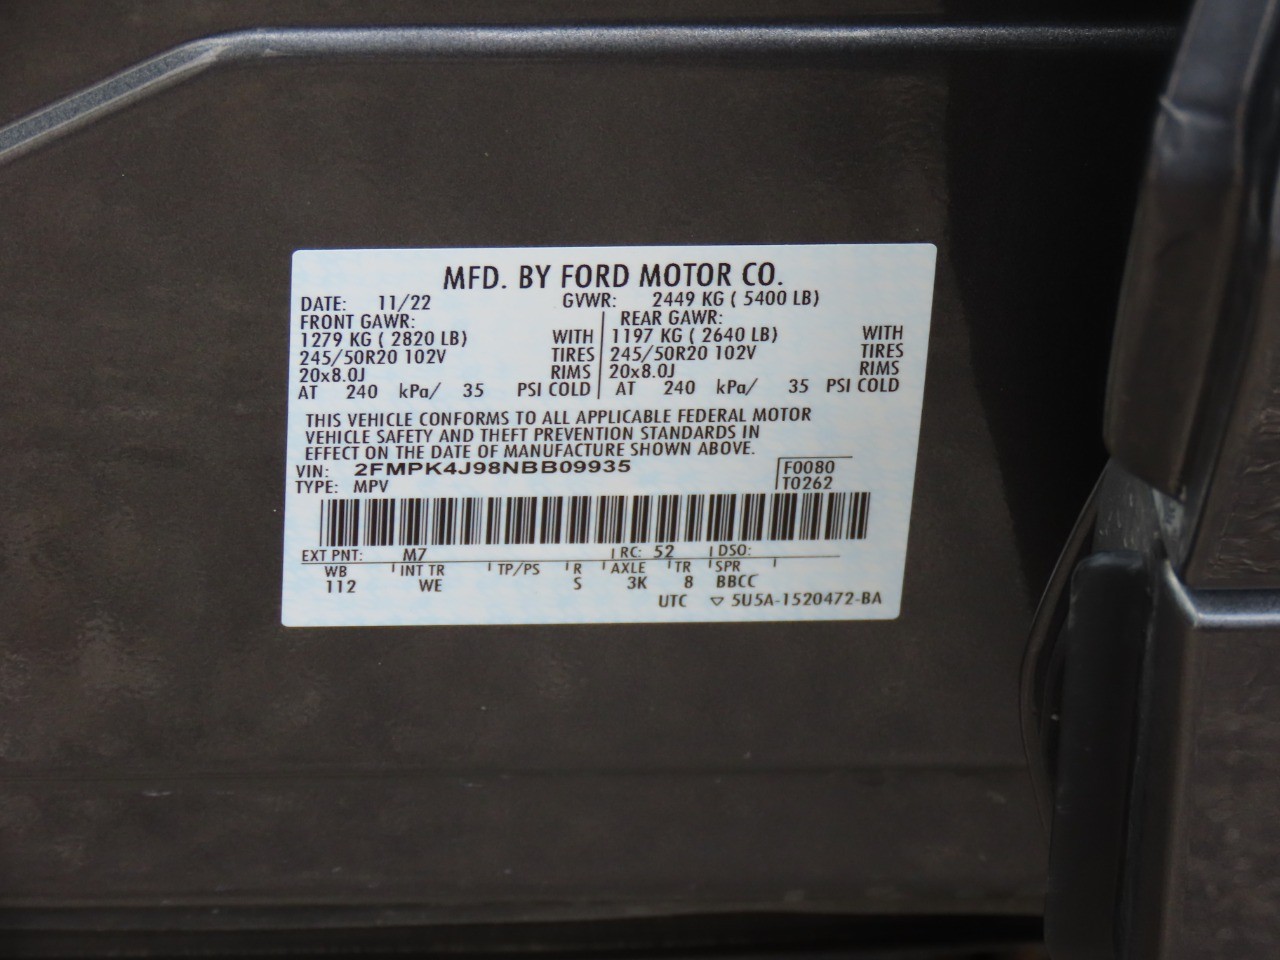 MFD. BY FORD MOTOR CO.
DATE: 11/22 GVWR: 2449 KG ( 5400 LB)
FRONT GAWR: REAR GAWR:
1279 KG ( 2820 LB) WITH 1197 KG ( 2640 LB) WITH
245/50R20 102V TIRES 245/50R20 102V TIRES
20x8.0J RIMS 20x8.0J RIMS
AT 240 kPa/ 35 PSI COLD AT 240 kPa/ 35 PSI COLD
THIS VEHICLE CONFORMS TO ALL APPLICABLE FEDERAL MOTOR
VEHICLE SAFETY AND THEFT PREVENTION STANDARDS IN
EFFECT ON THE DATE OF MANUFACTURE SHOWN ABOVE.
VIN: 2FMPK4J98NBB09935 F0080
TYPE: MPV T0262
EXT PNT: M7 RC: 52 DSO:
WB INT TR TP/PS R AXLE TR SPR
112 WE S 3K 8 BBCC
UTC ▽ 5U5A-1520472-BA